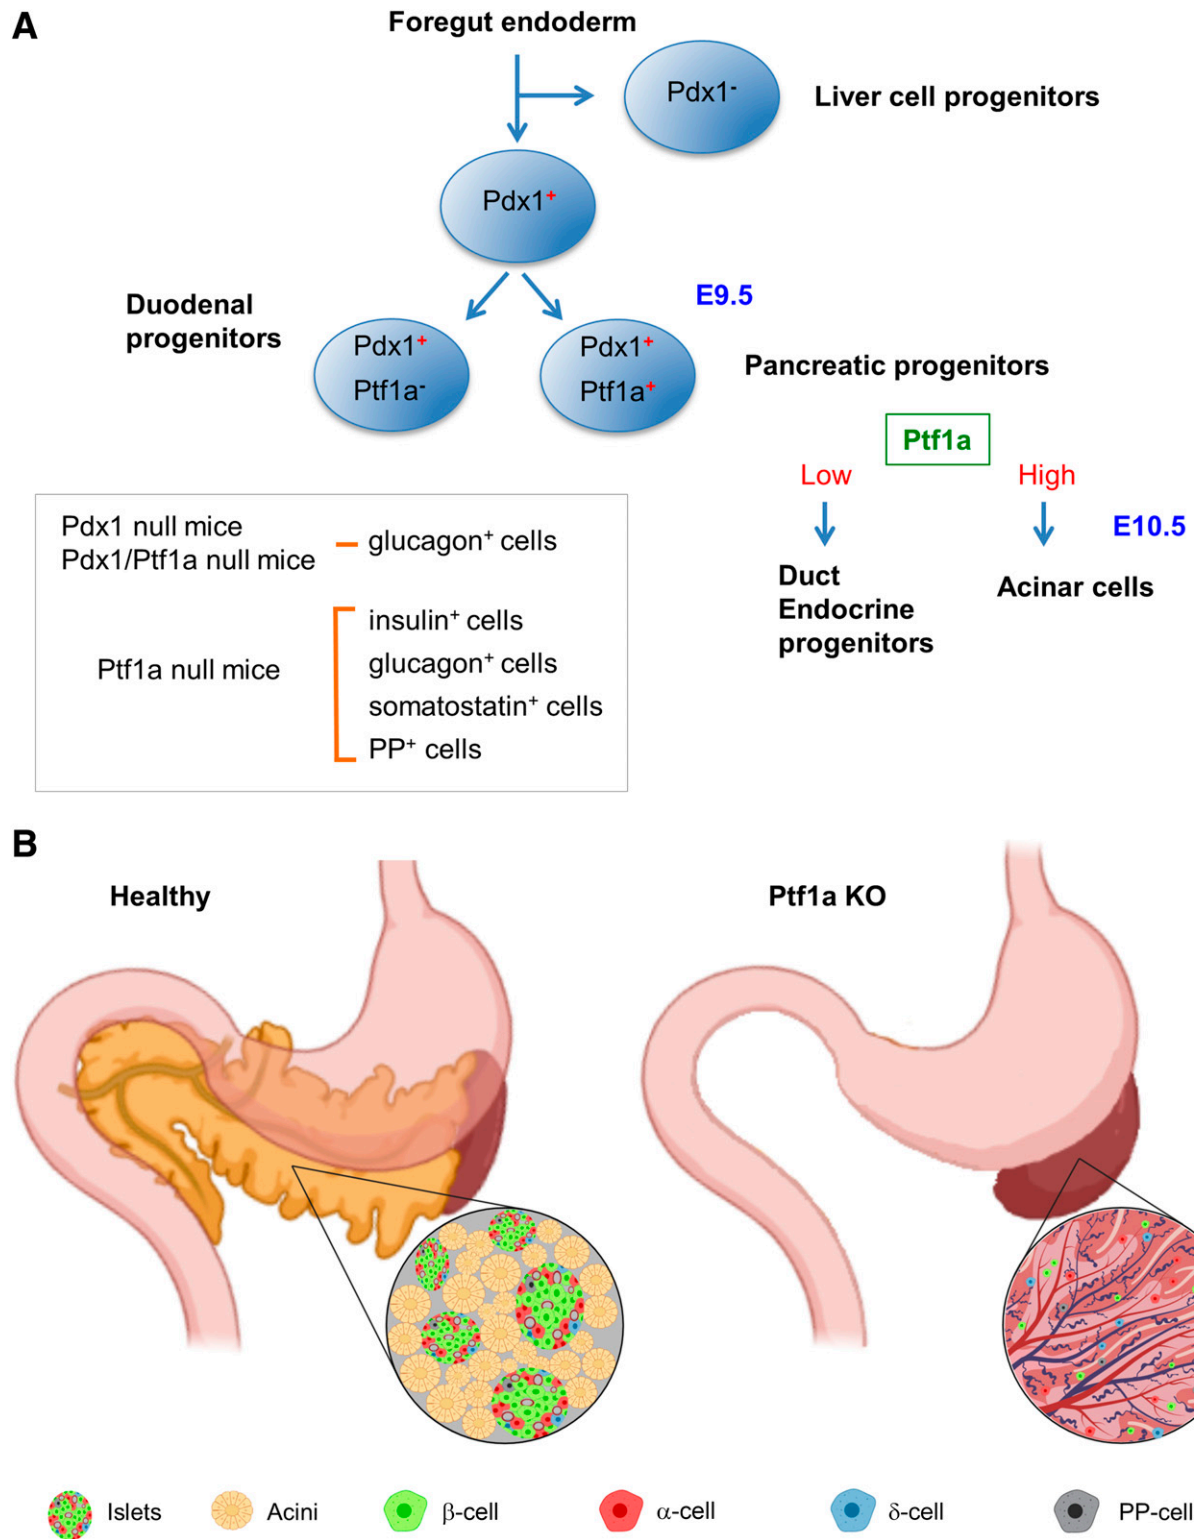 A
Foregut endoderm
Pdx1⁻
Liver cell progenitors
Pdx1⁺
E9.5
Duodenal
progenitors
Pdx1⁺
Ptf1a⁻
Pdx1⁺
Ptf1a⁺
Pancreatic progenitors
Ptf1a
Low
High
E10.5
Duct
Endocrine
progenitors
Acinar cells
Pdx1 null mice
Pdx1/Ptf1a null mice
glucagon⁺ cells
Ptf1a null mice
insulin⁺ cells
glucagon⁺ cells
somatostatin⁺ cells
PP⁺ cells
B
Healthy
Ptf1a KO
Islets
Acini
β-cell
α-cell
δ-cell
PP-cell